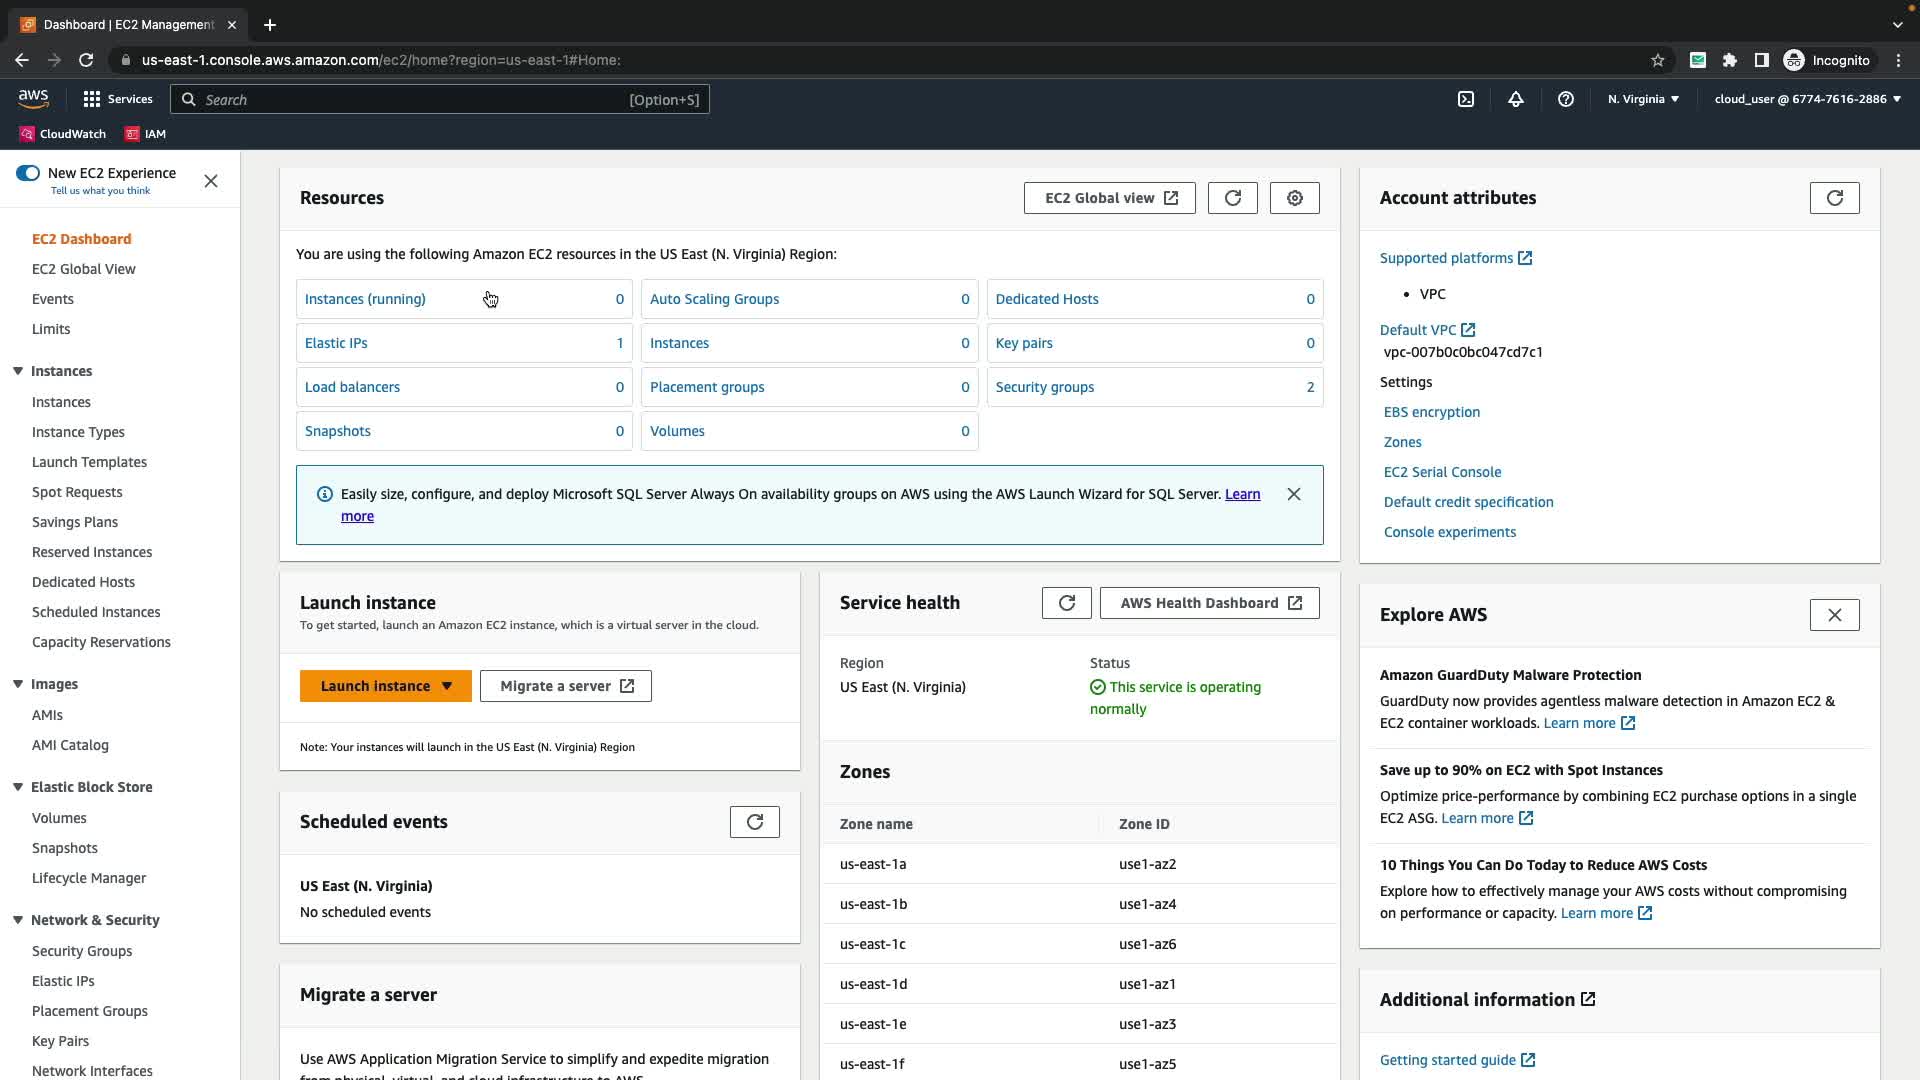 Dashboard | EC2 Management
us-east-1.console.aws.amazon.com/ec2/home?region=us-east-1#Home:
Incognito
aws
Services
Search
[Option+S]
N. Virginia
cloud_user @ 6774-7616-2886
CloudWatch
IAM
New EC2 Experience
Tell us what you think
EC2 Dashboard
EC2 Global View
Events
Limits
Instances
Instances
Instance Types
Launch Templates
Spot Requests
Savings Plans
Reserved Instances
Dedicated Hosts
Scheduled Instances
Capacity Reservations
Images
AMIs
AMI Catalog
Elastic Block Store
Volumes
Snapshots
Lifecycle Manager
Network & Security
Security Groups
Elastic IPs
Placement Groups
Key Pairs
Network Interfaces
Resources
EC2 Global view
You are using the following Amazon EC2 resources in the US East (N. Virginia) Region:
Instances (running) 0
Auto Scaling Groups 0
Dedicated Hosts 0
Elastic IPs 1
Instances 0
Key pairs 0
Load balancers 0
Placement groups 0
Security groups 2
Snapshots 0
Volumes 0
Easily size, configure, and deploy Microsoft SQL Server Always On availability groups on AWS using the AWS Launch Wizard for SQL Server. Learn
more
Launch instance
To get started, launch an Amazon EC2 instance, which is a virtual server in the cloud.
Launch instance
Migrate a server
Note: Your instances will launch in the US East (N. Virginia) Region
Scheduled events
US East (N. Virginia)
No scheduled events
Migrate a server
Use AWS Application Migration Service to simplify and expedite migration
from physical, virtual, and cloud infrastructure to AWS.
Service health
AWS Health Dashboard
Region
US East (N. Virginia)
Status
This service is operating
normally
Zones
Zone name Zone ID
us-east-1a use1-az2
us-east-1b use1-az4
us-east-1c use1-az6
us-east-1d use1-az1
us-east-1e use1-az3
us-east-1f use1-az5
Account attributes
Supported platforms
• VPC
Default VPC
vpc-007b0c0bc047cd7c1
Settings
EBS encryption
Zones
EC2 Serial Console
Default credit specification
Console experiments
Explore AWS
Amazon GuardDuty Malware Protection
GuardDuty now provides agentless malware detection in Amazon EC2 &
EC2 container workloads. Learn more
Save up to 90% on EC2 with Spot Instances
Optimize price-performance by combining EC2 purchase options in a single
EC2 ASG. Learn more
10 Things You Can Do Today to Reduce AWS Costs
Explore how to effectively manage your AWS costs without compromising
on performance or capacity. Learn more
Additional information
Getting started guide